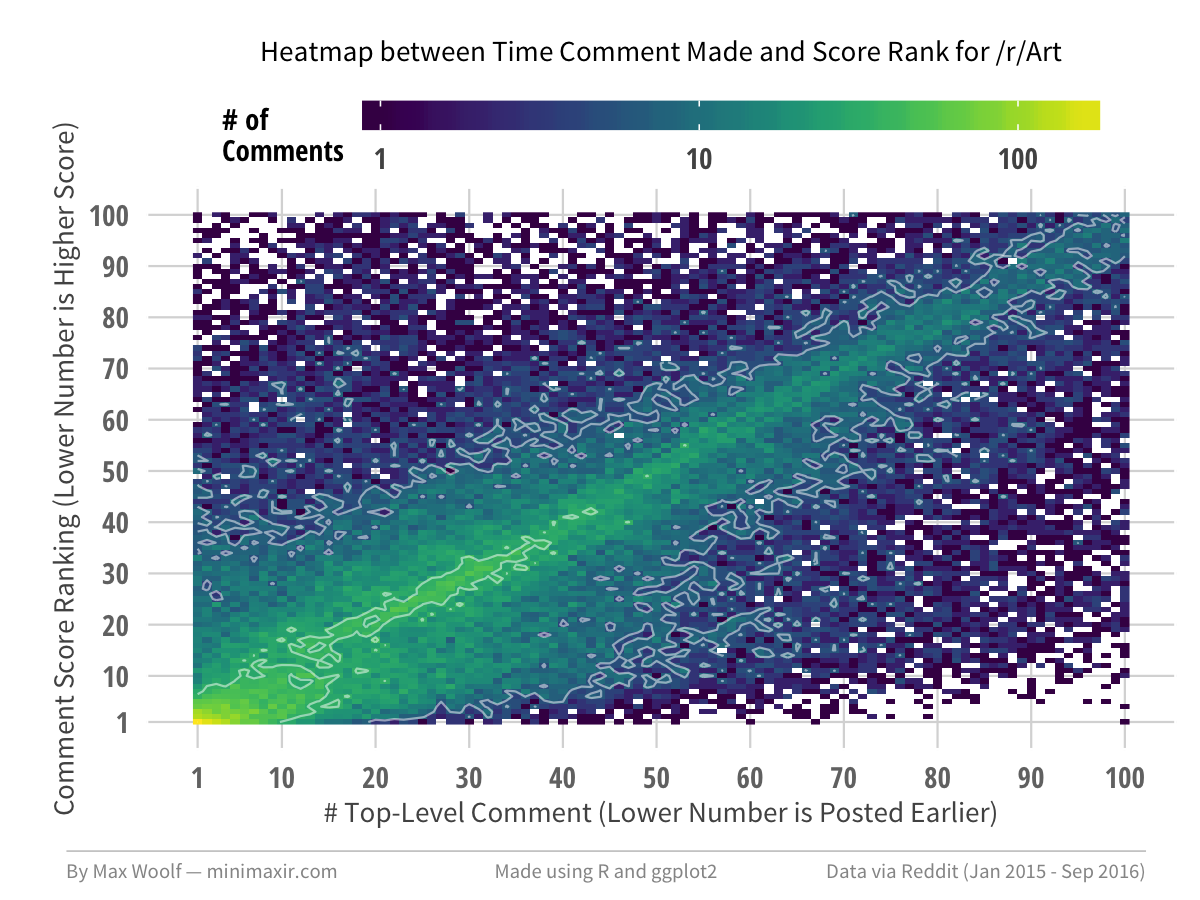 Heatmap between Time Comment Made and Score Rank for /r/Art
# of
Comments
1 10 100
Comment Score Ranking (Lower Number is Higher Score)
100
90
80
70
60
50
40
30
20
10
1
1 10 20 30 40 50 60 70 80 90 100
# Top-Level Comment (Lower Number is Posted Earlier)
By Max Woolf — minimaxir.com
Made using R and ggplot2
Data via Reddit (Jan 2015 - Sep 2016)